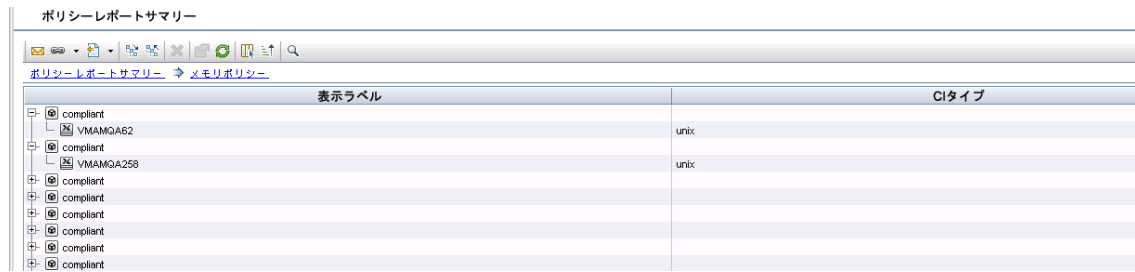 ポリシーレポートサマリー
ポリシーレポートサマリー メモリポリシー
表示ラベル CIタイプ
compliant
VMAMQA62 unix
compliant
VMAMQA258 unix
compliant
compliant
compliant
compliant
compliant
compliant